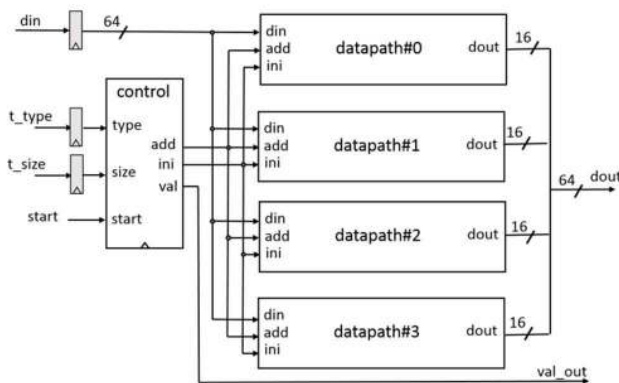 din
64
t_type
t_size
start
control
type
size
start
add
ini
val
din
add
ini
datapath#0
dout
16
din
add
ini
datapath#1
dout
16
din
add
ini
datapath#2
dout
16
din
add
ini
datapath#3
dout
16
64
dout
val_out